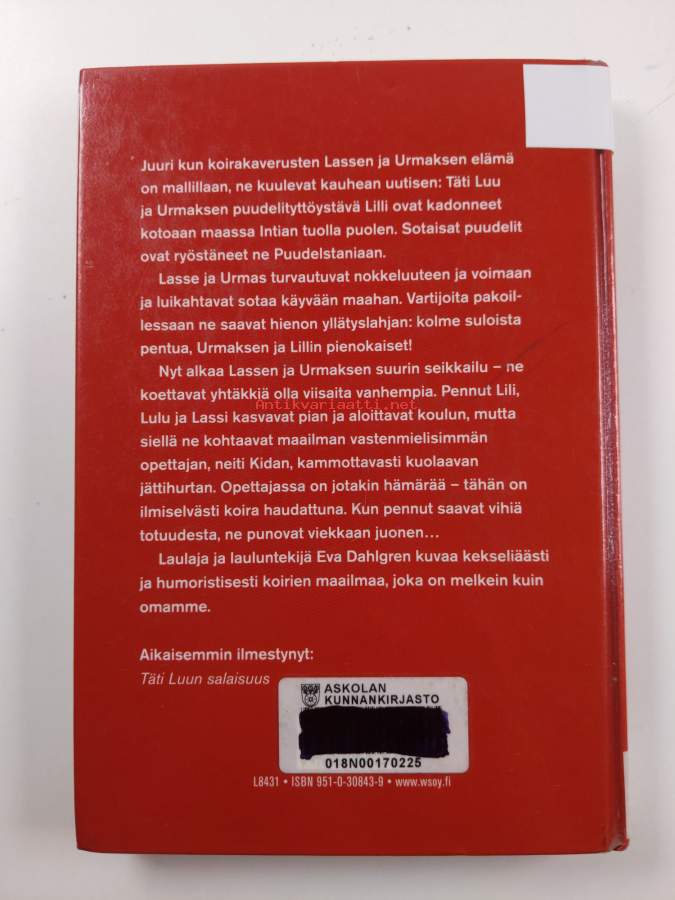 Juuri kun koirakaverusten Lassen ja Urmaksen elämä
on mallillaan, ne kuulevat kauhean uutisen: Täti Luu
ja Urmaksen puudelityttöystävä Lilli ovat kadonneet
kotoaan maassa Intian tuolla puolen. Sotaisat puudelit
ovat ryöstäneet ne Puudelstaniaan.
Lasse ja Urmas turvautuvat nokkeluuteen ja voimaan
ja luikahtavat sotaa käyvään maahan. Vartijoita pakoil-
lessaan ne saavat hienon yllätyslahjan: kolme suloista
pentua, Urmaksen ja Lillin pienokaiset!
Nyt alkaa Lassen ja Urmaksen suurin seikkailu – ne
koettavat yhtäkkiä olla viisaita vanhempia. Pennut Lili,
Antikvariaatti.net
Lulu ja Lassi kasvavat pian ja aloittavat koulun, mutta
siellä ne kohtaavat maailman vastenmielisimmän
opettajan, neiti Kidan, kammottavasti kuolaavan
jättihurtan. Opettajassa on jotakin hämärää – tähän on
ilmiselvästi koira haudattuna. Kun pennut saavat vihiä
totuudesta, ne punovat viekkaan juonen…
Laulaja ja lauluntekijä Eva Dahlgren kuvaa kekseliäästi
ja humoristisesti koirien maailmaa, joka on melkein kuin
omamme.
Aikaisemmin ilmestynyt:
Täti Luun salaisuus
ASKOLAN
KUNNANKIRJASTO
018N00170225
L8431 • ISBN 951-0-30843-9 • www.wsoy.fi